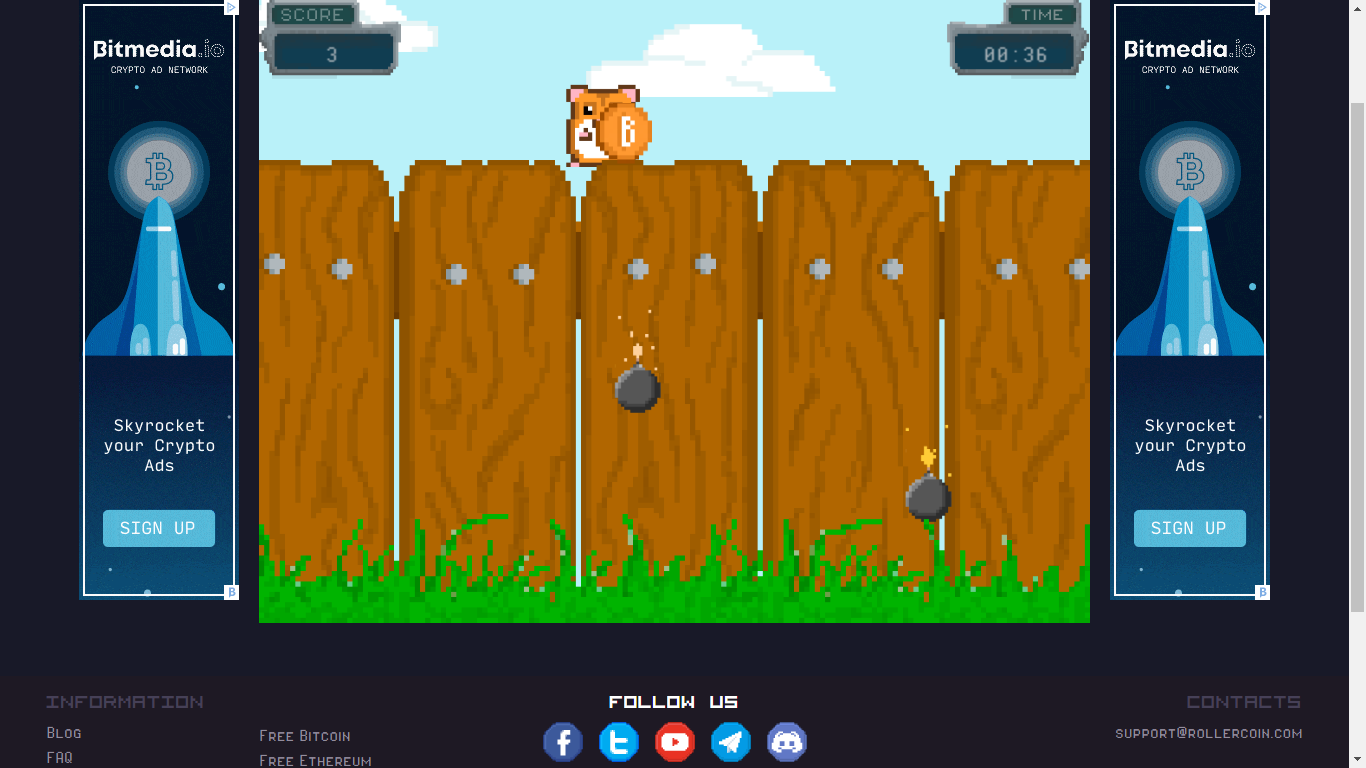 SCORE
3
TIME
00:36
Bitmedia.io
CRYPTO AD NETWORK
Skyrocket
your Crypto
Ads
SIGN UP
Bitmedia.io
CRYPTO AD NETWORK
Skyrocket
your Crypto
Ads
SIGN UP
INFORMATION
Blog
FAQ
Free Bitcoin
Free Ethereum
FOLLOW US
CONTACTS
support@rollercoin.com